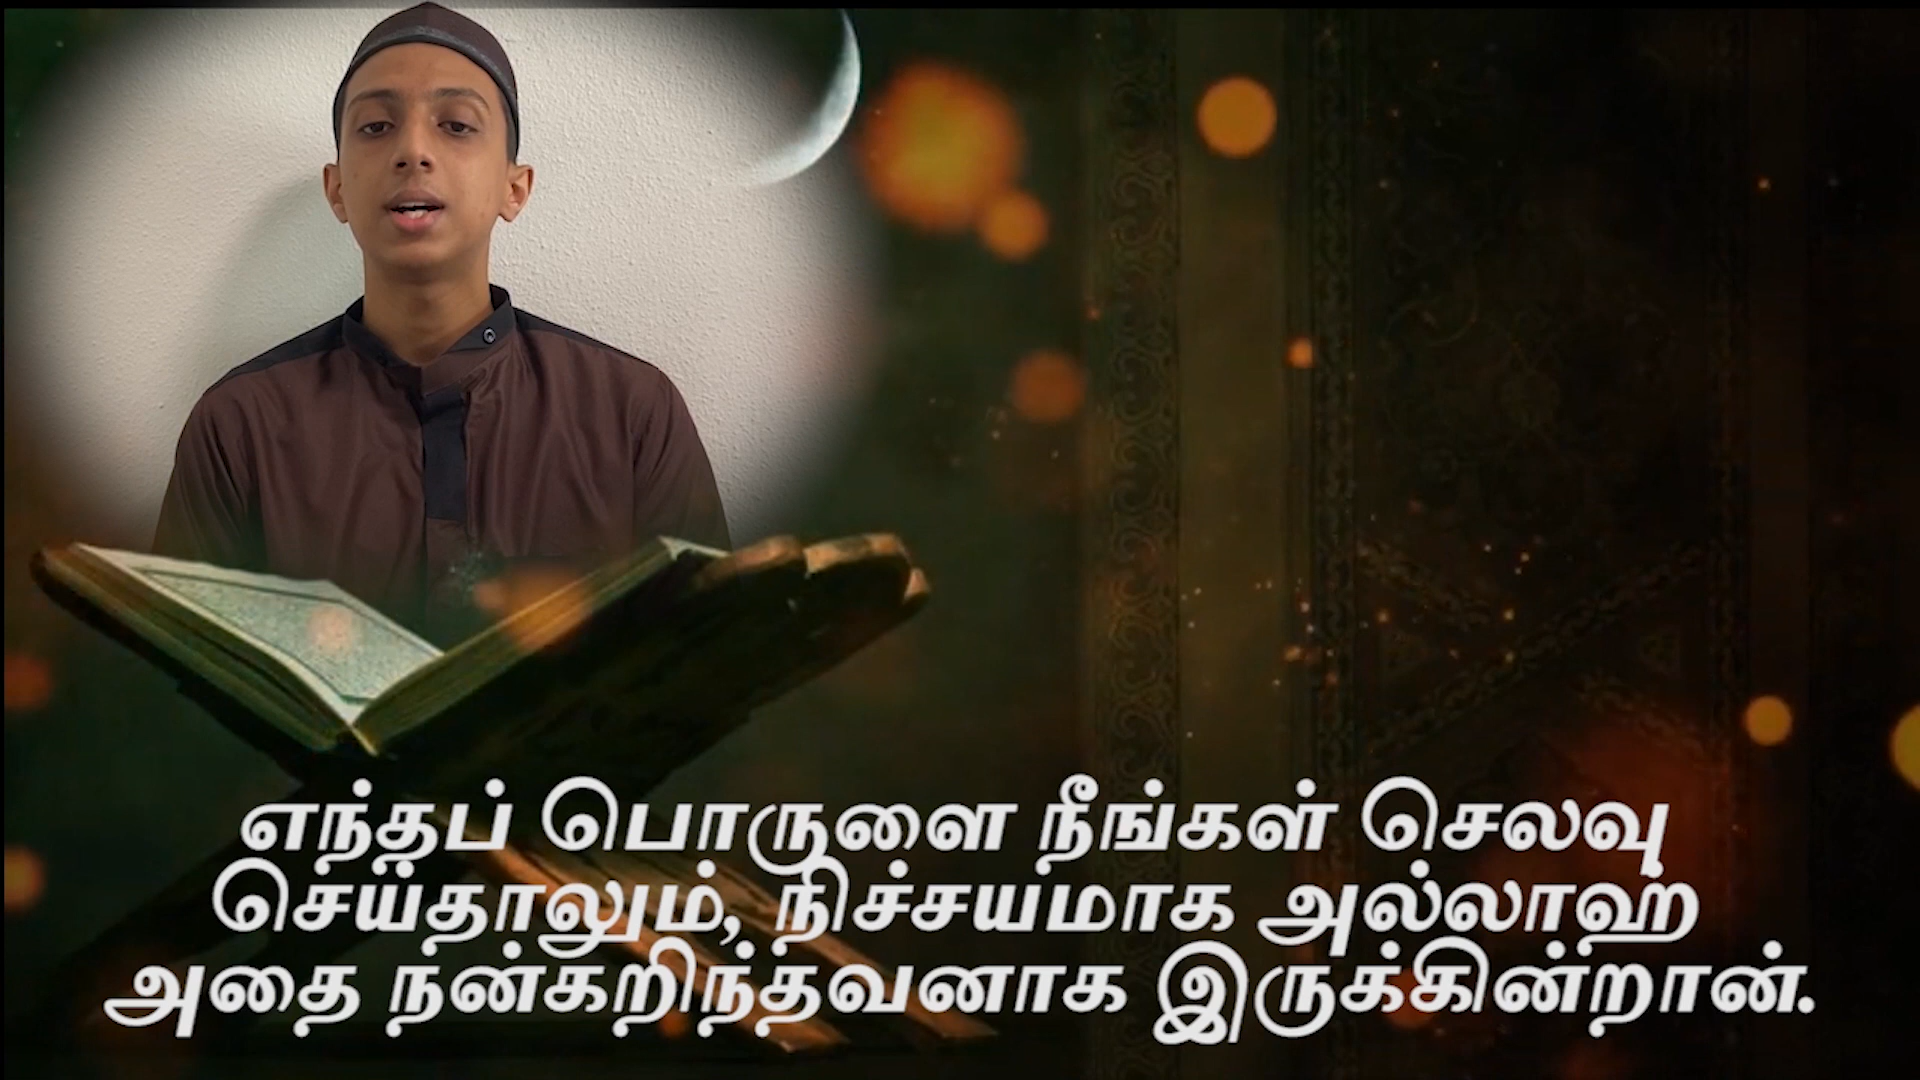 எந்தப் பொருளை நீங்கள் செலவு
செய்தாலும், நிச்சயமாக அல்லாஹ்
அதை நன்கறிந்தவனாக இருக்கின்றான்.